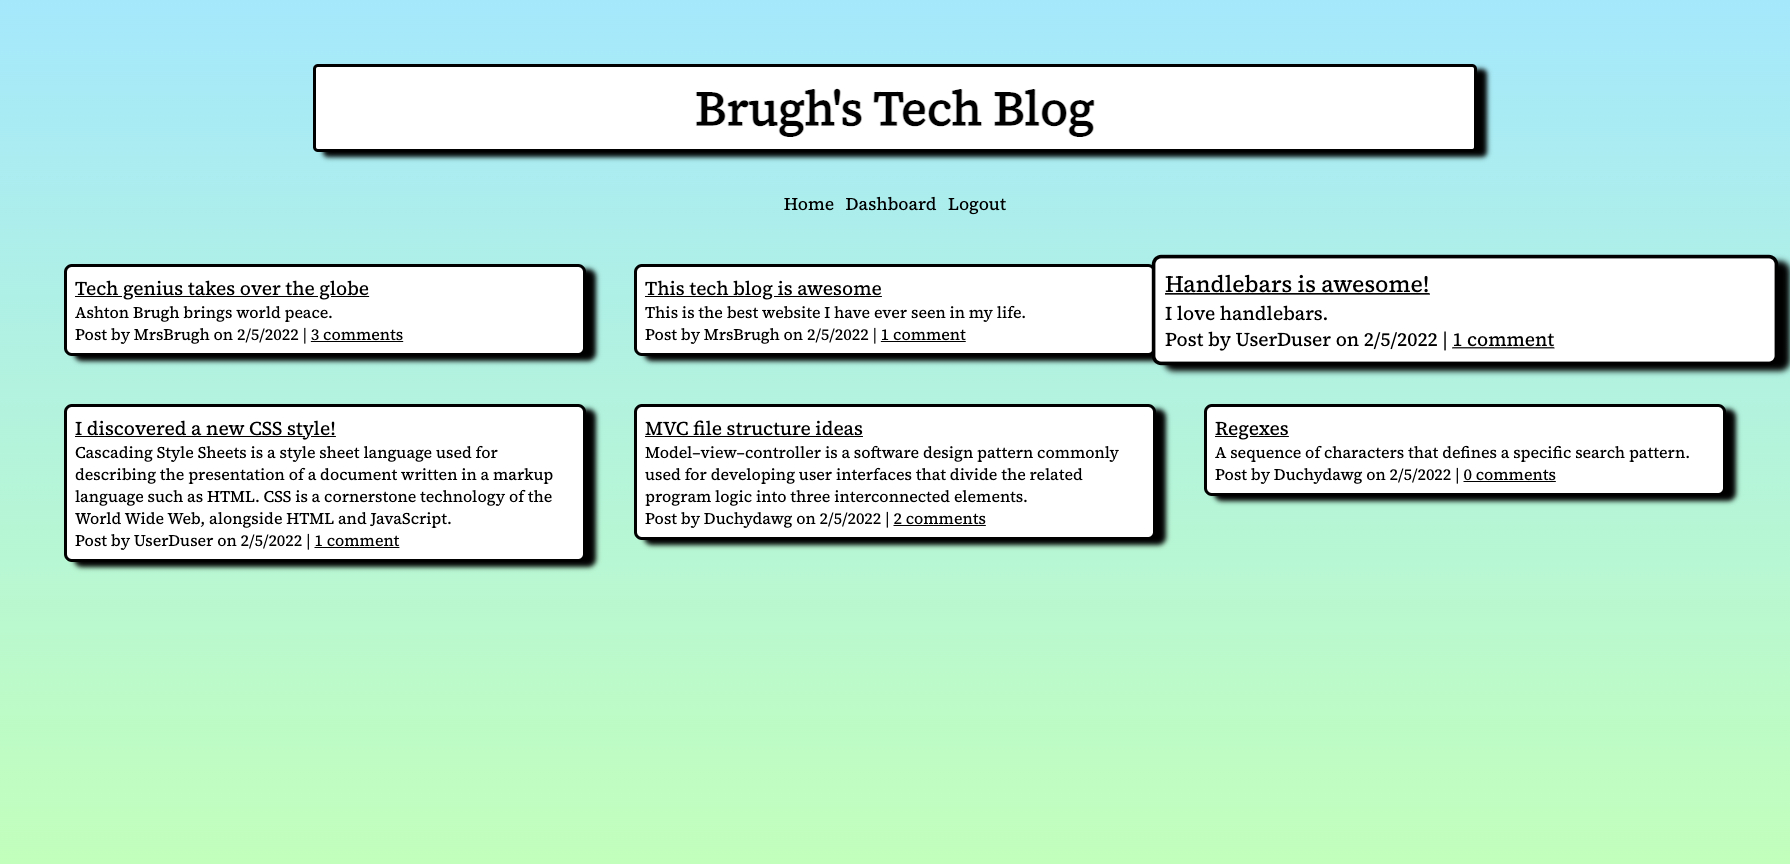 Brugh's Tech Blog
Home Dashboard Logout
Tech genius takes over the globe
Ashton Brugh brings world peace.
Post by MrsBrugh on 2/5/2022 | 3 comments
This tech blog is awesome
This is the best website I have ever seen in my life.
Post by MrsBrugh on 2/5/2022 | 1 comment
Handlebars is awesome!
I love handlebars.
Post by UserDuser on 2/5/2022 | 1 comment
I discovered a new CSS style!
Cascading Style Sheets is a style sheet language used for
describing the presentation of a document written in a markup
language such as HTML. CSS is a cornerstone technology of the
World Wide Web, alongside HTML and JavaScript.
Post by UserDuser on 2/5/2022 | 1 comment
MVC file structure ideas
Model–view–controller is a software design pattern commonly
used for developing user interfaces that divide the related
program logic into three interconnected elements.
Post by Duchydawg on 2/5/2022 | 2 comments
Regexes
A sequence of characters that defines a specific search pattern.
Post by Duchydawg on 2/5/2022 | 0 comments